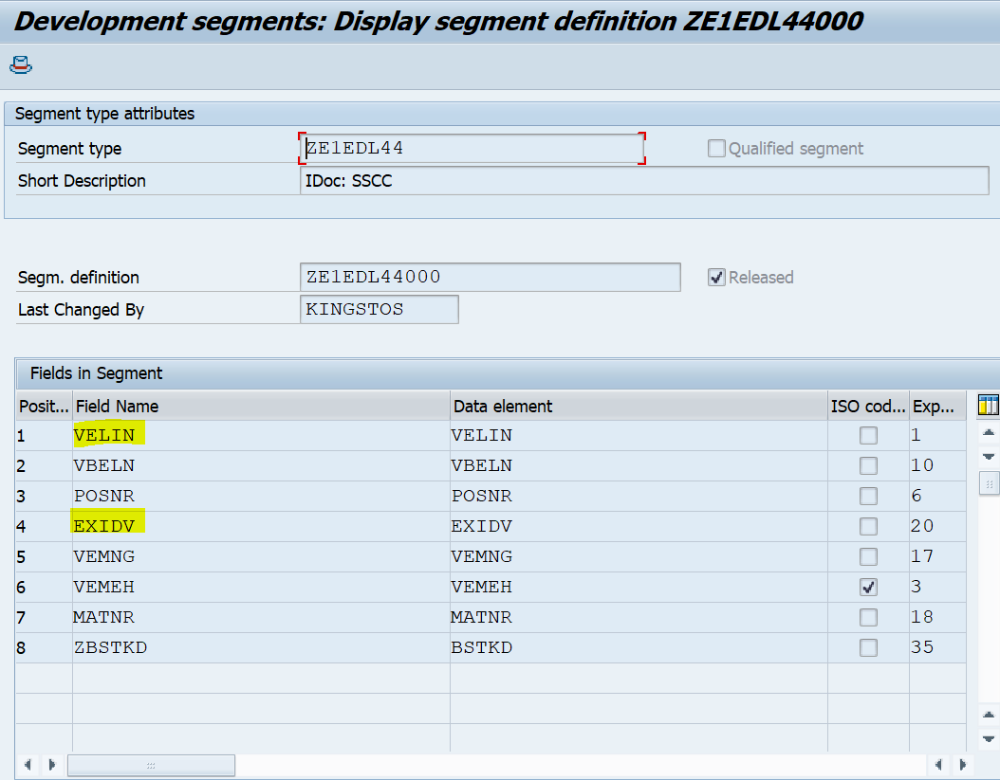 Development segments: Display segment definition ZE1EDL44000
Segment type attributes
Segment type ZE1EDL44 Qualified segment
Short Description IDoc: SSCC
Segm. definition ZE1EDL44000 Released
Last Changed By KINGSTOS
Fields in Segment
Posit... Field Name Data element ISO cod... Exp...
1 VELIN VELIN 1
2 VBELN VBELN 10
3 POSNR POSNR 6
4 EXIDV EXIDV 20
5 VEMNG VEMNG 17
6 VEMEH VEMEH 3
7 MATNR MATNR 18
8 ZBSTKD BSTKD 35